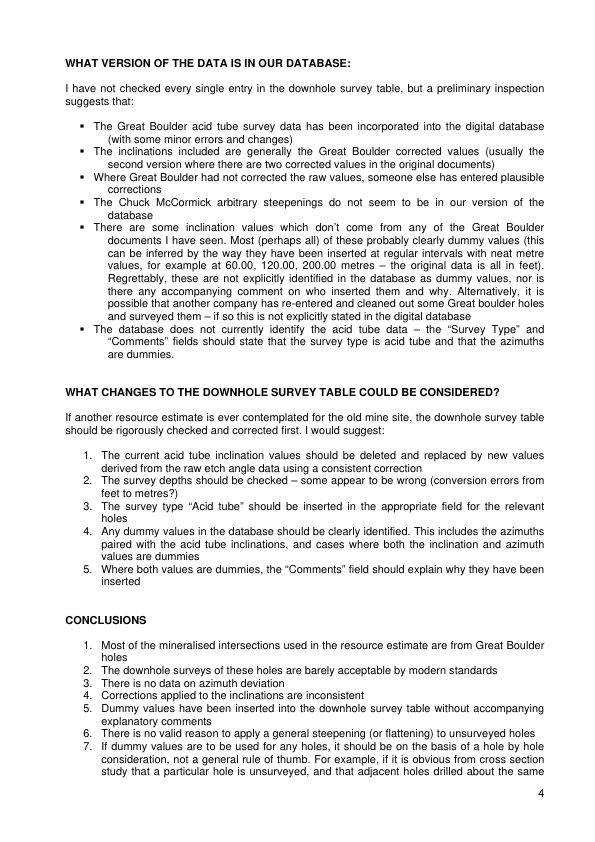 WHAT VERSION OF THE DATA IS IN OUR DATABASE:
I have not checked every single entry in the downhole survey table, but a preliminary inspection
suggests that:
▪ The Great Boulder acid tube survey data has been incorporated into the digital database
(with some minor errors and changes)
▪ The inclinations included are generally the Great Boulder corrected values (usually the
second version where there are two corrected values in the original documents)
▪ Where Great Boulder had not corrected the raw values, someone else has entered plausible
corrections
▪ The Chuck McCormick arbitrary steepenings do not seem to be in our version of the
database
▪ There are some inclination values which don’t come from any of the Great Boulder
documents I have seen. Most (perhaps all) of these probably clearly dummy values (this
can be inferred by the way they have been inserted at regular intervals with neat metre
values, for example at 60.00, 120.00, 200.00 metres – the original data is all in feet).
Regrettably, these are not explicitly identified in the database as dummy values, nor is
there any accompanying comment on who inserted them and why. Alternatively, it is
possible that another company has re-entered and cleaned out some Great boulder holes
and surveyed them – if so this is not explicitly stated in the digital database
▪ The database does not currently identify the acid tube data – the “Survey Type” and
“Comments” fields should state that the survey type is acid tube and that the azimuths
are dummies.
WHAT CHANGES TO THE DOWNHOLE SURVEY TABLE COULD BE CONSIDERED?
If another resource estimate is ever contemplated for the old mine site, the downhole survey table
should be rigorously checked and corrected first. I would suggest:
1. The current acid tube inclination values should be deleted and replaced by new values
derived from the raw etch angle data using a consistent correction
2. The survey depths should be checked – some appear to be wrong (conversion errors from
feet to metres?)
3. The survey type “Acid tube” should be inserted in the appropriate field for the relevant
holes
4. Any dummy values in the database should be clearly identified. This includes the azimuths
paired with the acid tube inclinations, and cases where both the inclination and azimuth
values are dummies
5. Where both values are dummies, the “Comments” field should explain why they have been
inserted
CONCLUSIONS
1. Most of the mineralised intersections used in the resource estimate are from Great Boulder
holes
2. The downhole surveys of these holes are barely acceptable by modern standards
3. There is no data on azimuth deviation
4. Corrections applied to the inclinations are inconsistent
5. Dummy values have been inserted into the downhole survey table without accompanying
explanatory comments
6. There is no valid reason to apply a general steepening (or flattening) to unsurveyed holes
7. If dummy values are to be used for any holes, it should be on the basis of a hole by hole
consideration, not a general rule of thumb. For example, if it is obvious from cross section
study that a particular hole is unsurveyed, and that adjacent holes drilled about the same
4